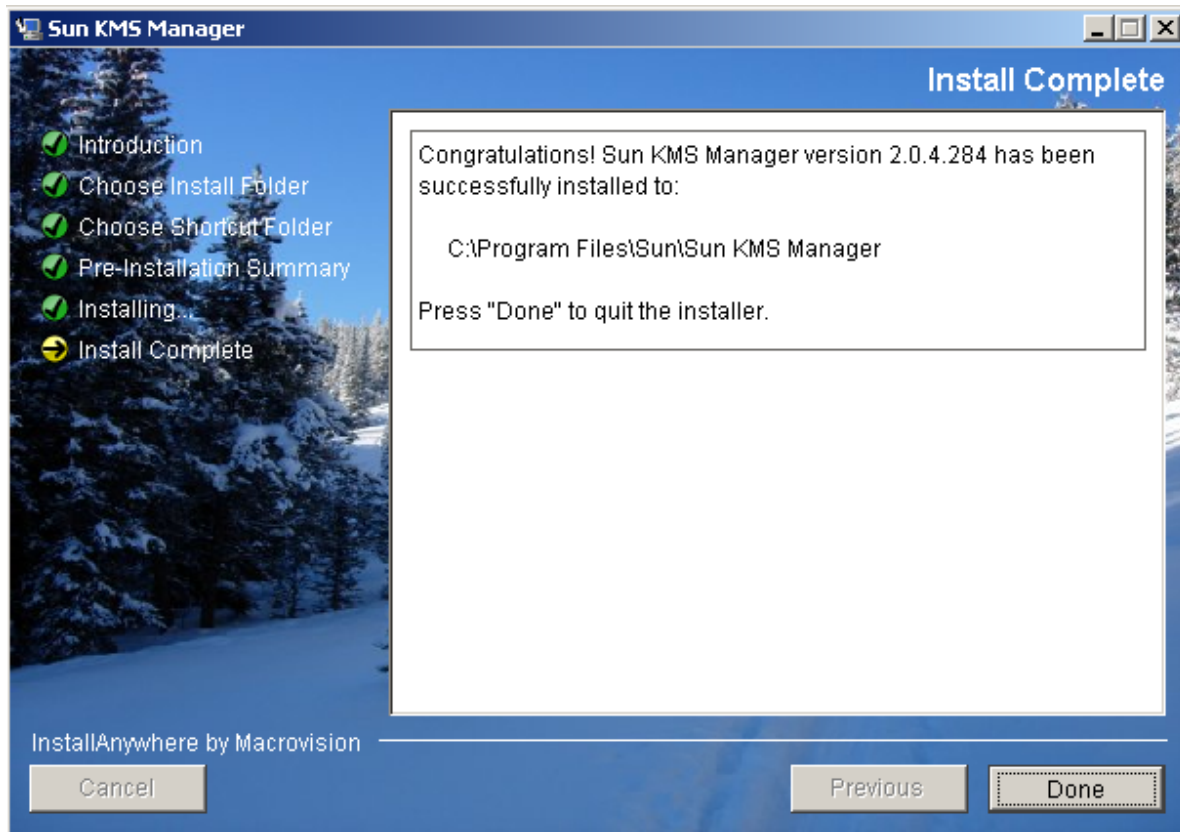 Sun KMS Manager
Install Complete
Introduction
Choose Install Folder
Choose Shortcut Folder
Pre-Installation Summary
Installing...
Install Complete
Congratulations! Sun KMS Manager version 2.0.4.284 has been
successfully installed to:
C:\Program Files\Sun\Sun KMS Manager
Press "Done" to quit the installer.
InstallAnywhere by Macrovision
Cancel
Previous
Done